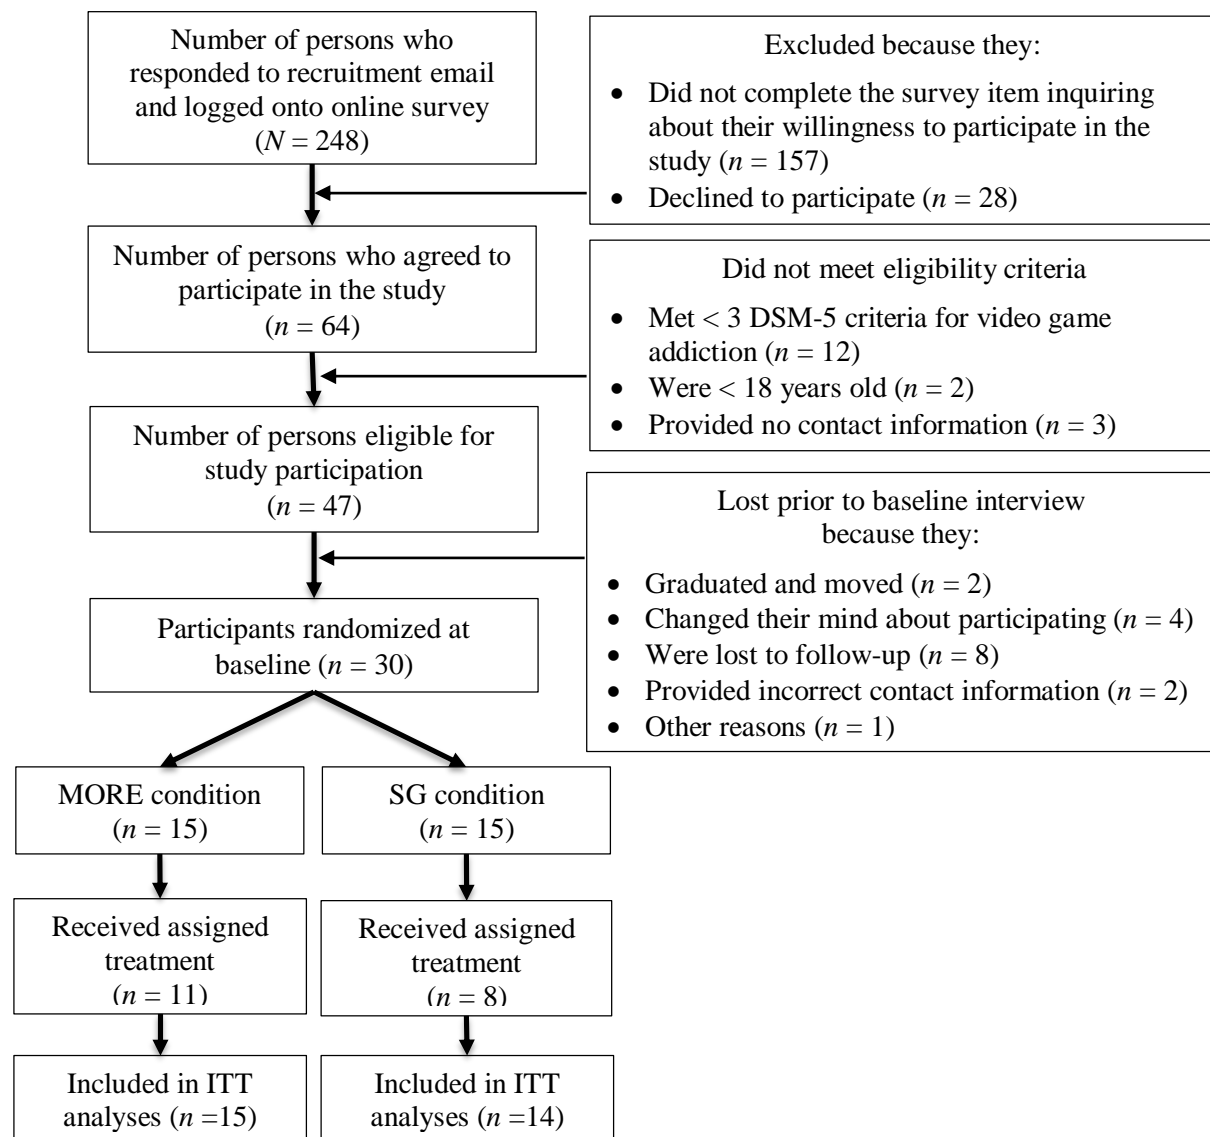 Number of persons who
responded to recruitment email
and logged onto online survey
(N = 248)
Excluded because they:
• Did not complete the survey item inquiring
about their willingness to participate in the
study (n = 157)
• Declined to participate (n = 28)
Number of persons who agreed to
participate in the study
(n = 64)
Did not meet eligibility criteria
• Met < 3 DSM-5 criteria for video game
addiction (n = 12)
• Were < 18 years old (n = 2)
• Provided no contact information (n = 3)
Number of persons eligible for
study participation
(n = 47)
Lost prior to baseline interview
because they:
• Graduated and moved (n = 2)
• Changed their mind about participating (n = 4)
• Were lost to follow-up (n = 8)
• Provided incorrect contact information (n = 2)
• Other reasons (n = 1)
Participants randomized at
baseline (n = 30)
MORE condition
(n = 15)
SG condition
(n = 15)
Received assigned
treatment
(n = 11)
Received assigned
treatment
(n = 8)
Included in ITT
analyses (n =15)
Included in ITT
analyses (n =14)